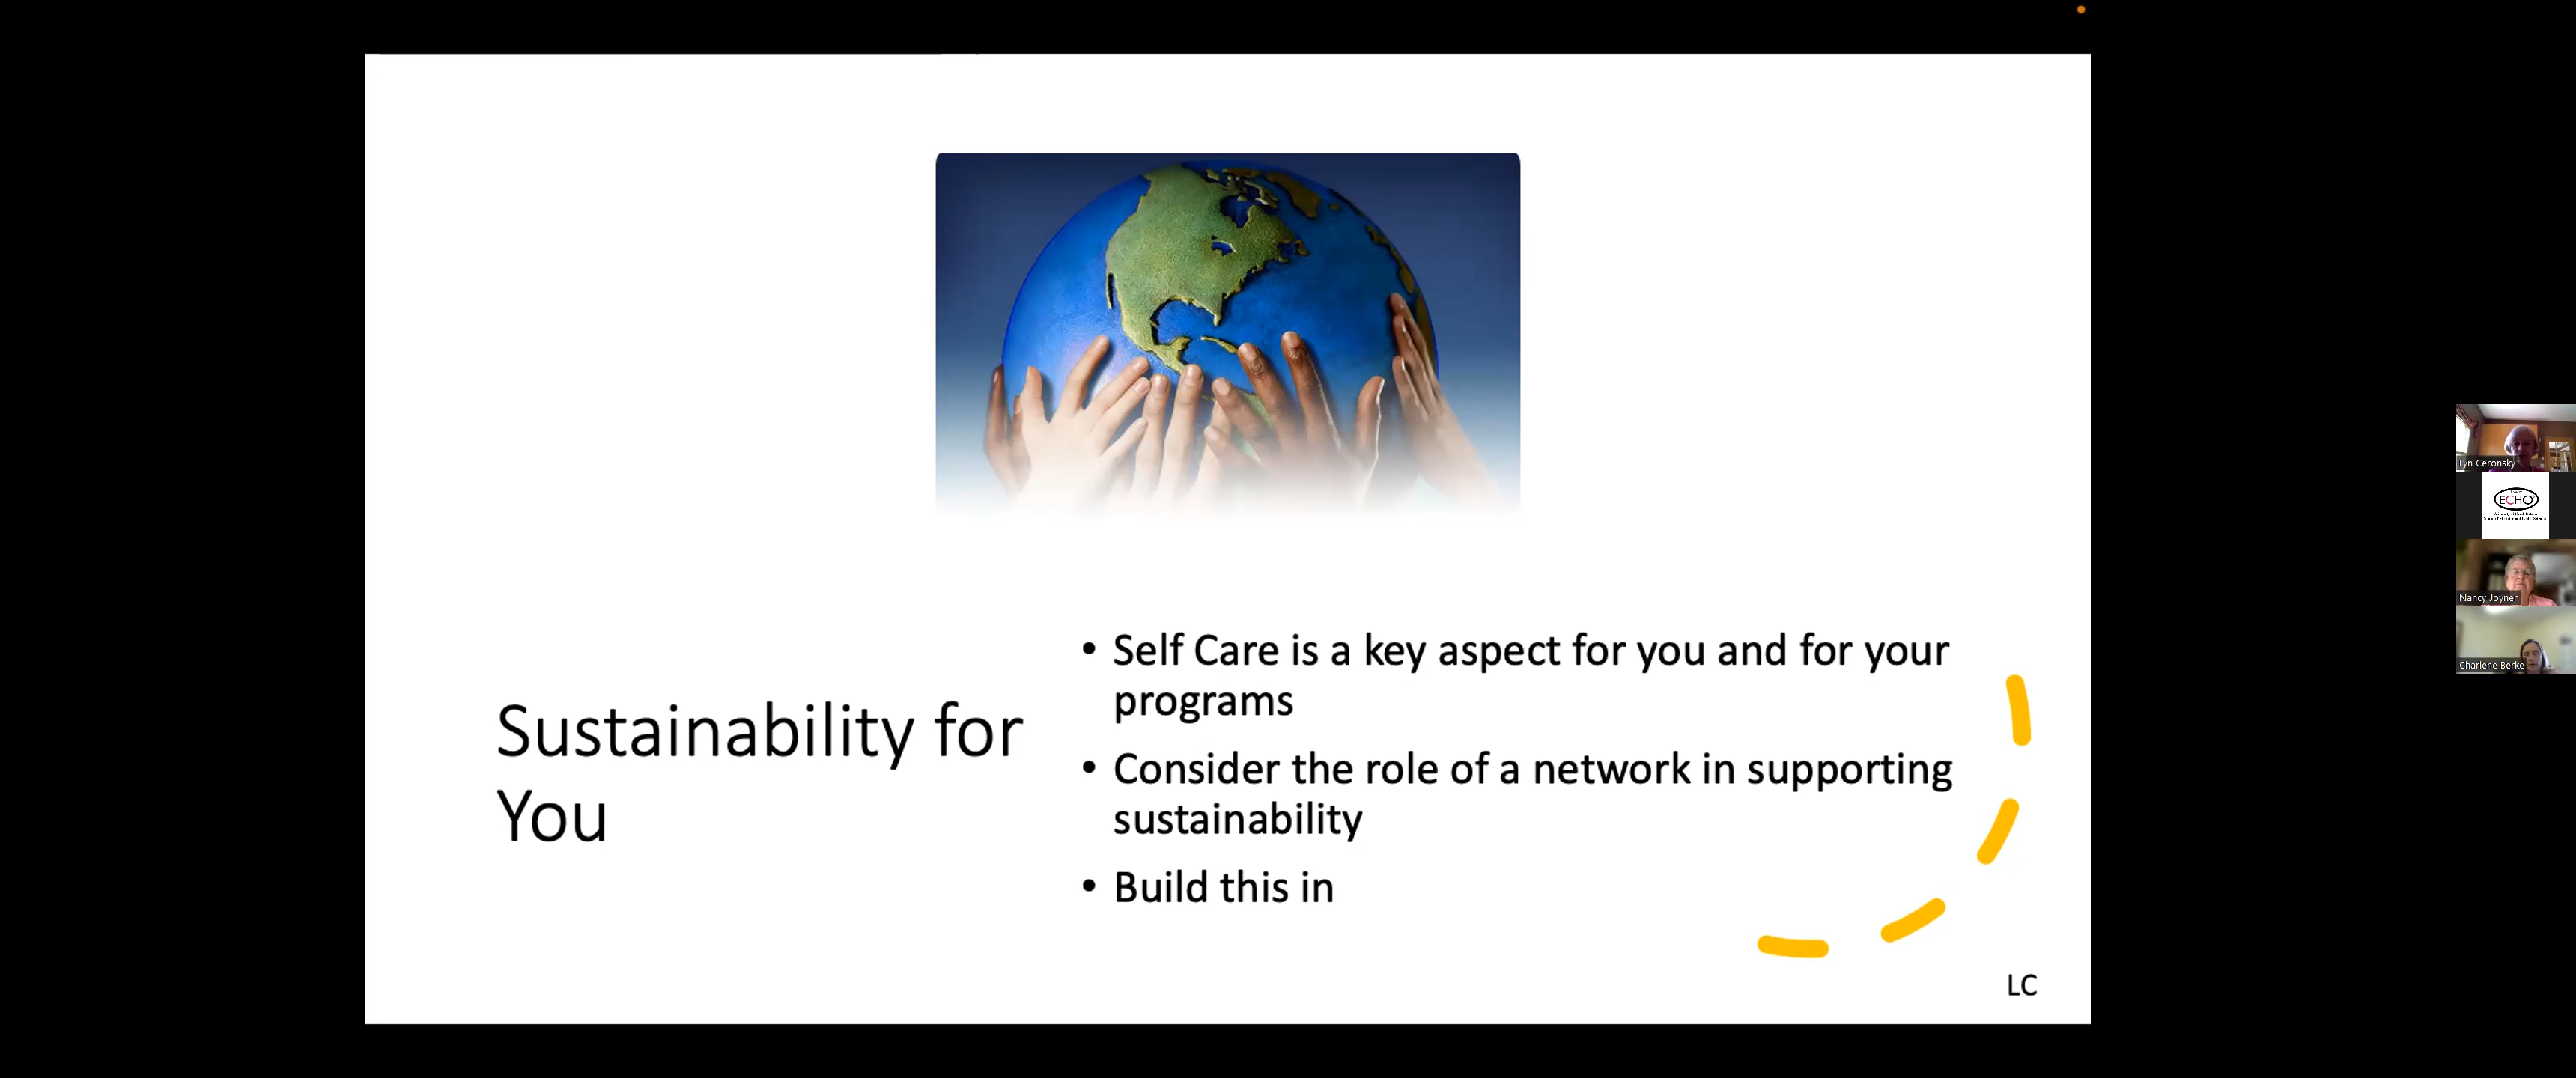 Sustainability for
You
• Self Care is a key aspect for you and for your
programs
• Consider the role of a network in supporting
sustainability
• Build this in
LC
Lyn Ceronsky
ECHO
Nancy Joyner
Charlene Berke